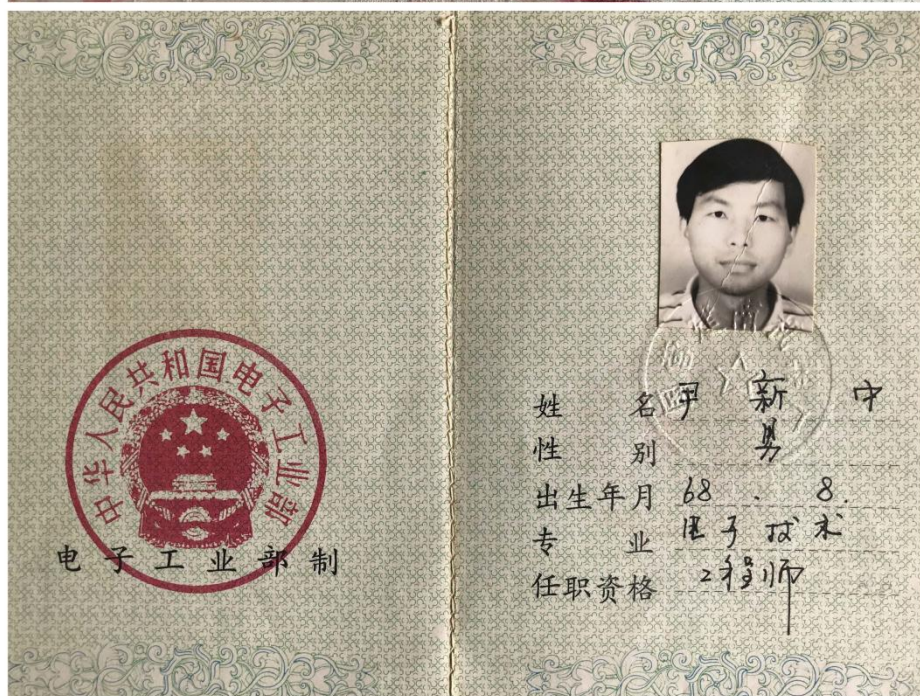 中华人民共和国电子工业部
电子工业部制
姓名 新中
性别 男
出生年月 68.8.
专业 电子技术
任职资格 工程师